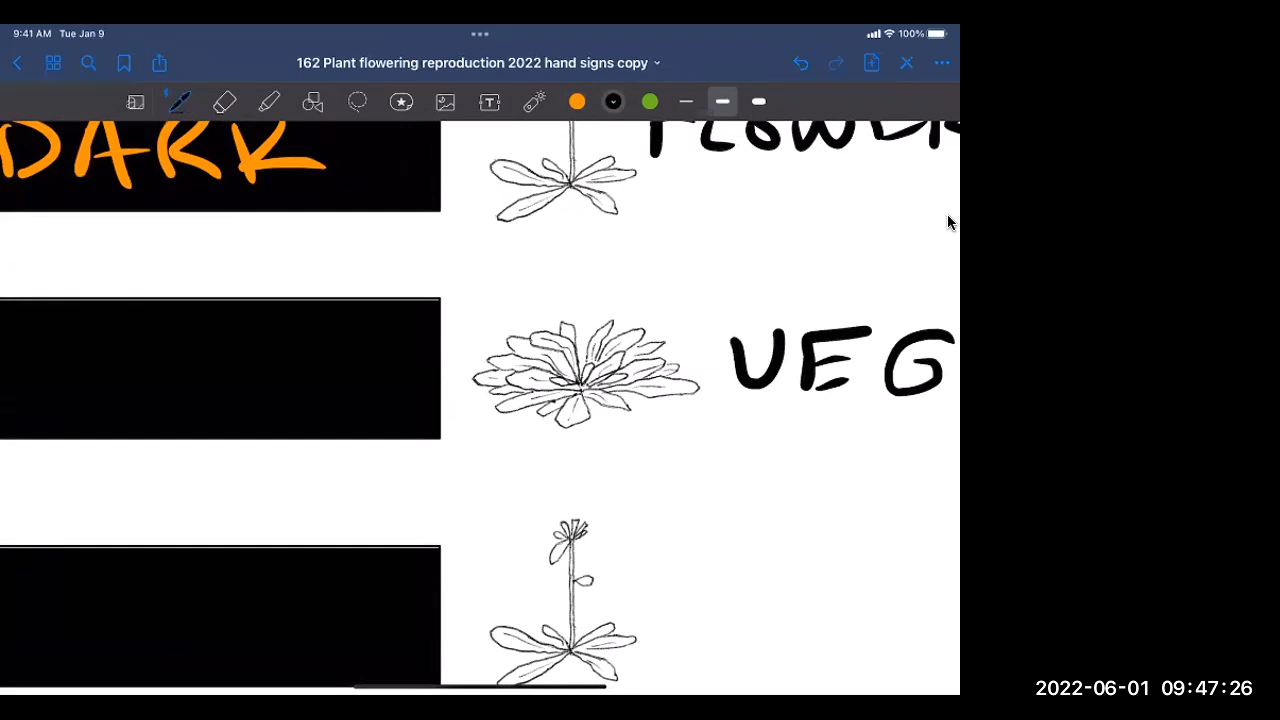 9:41 AM Tue Jan 9
100%
162 Plant flowering reproduction 2022 hand signs copy
DARK
FLOWER
VEG
2022-06-01 09:47:26